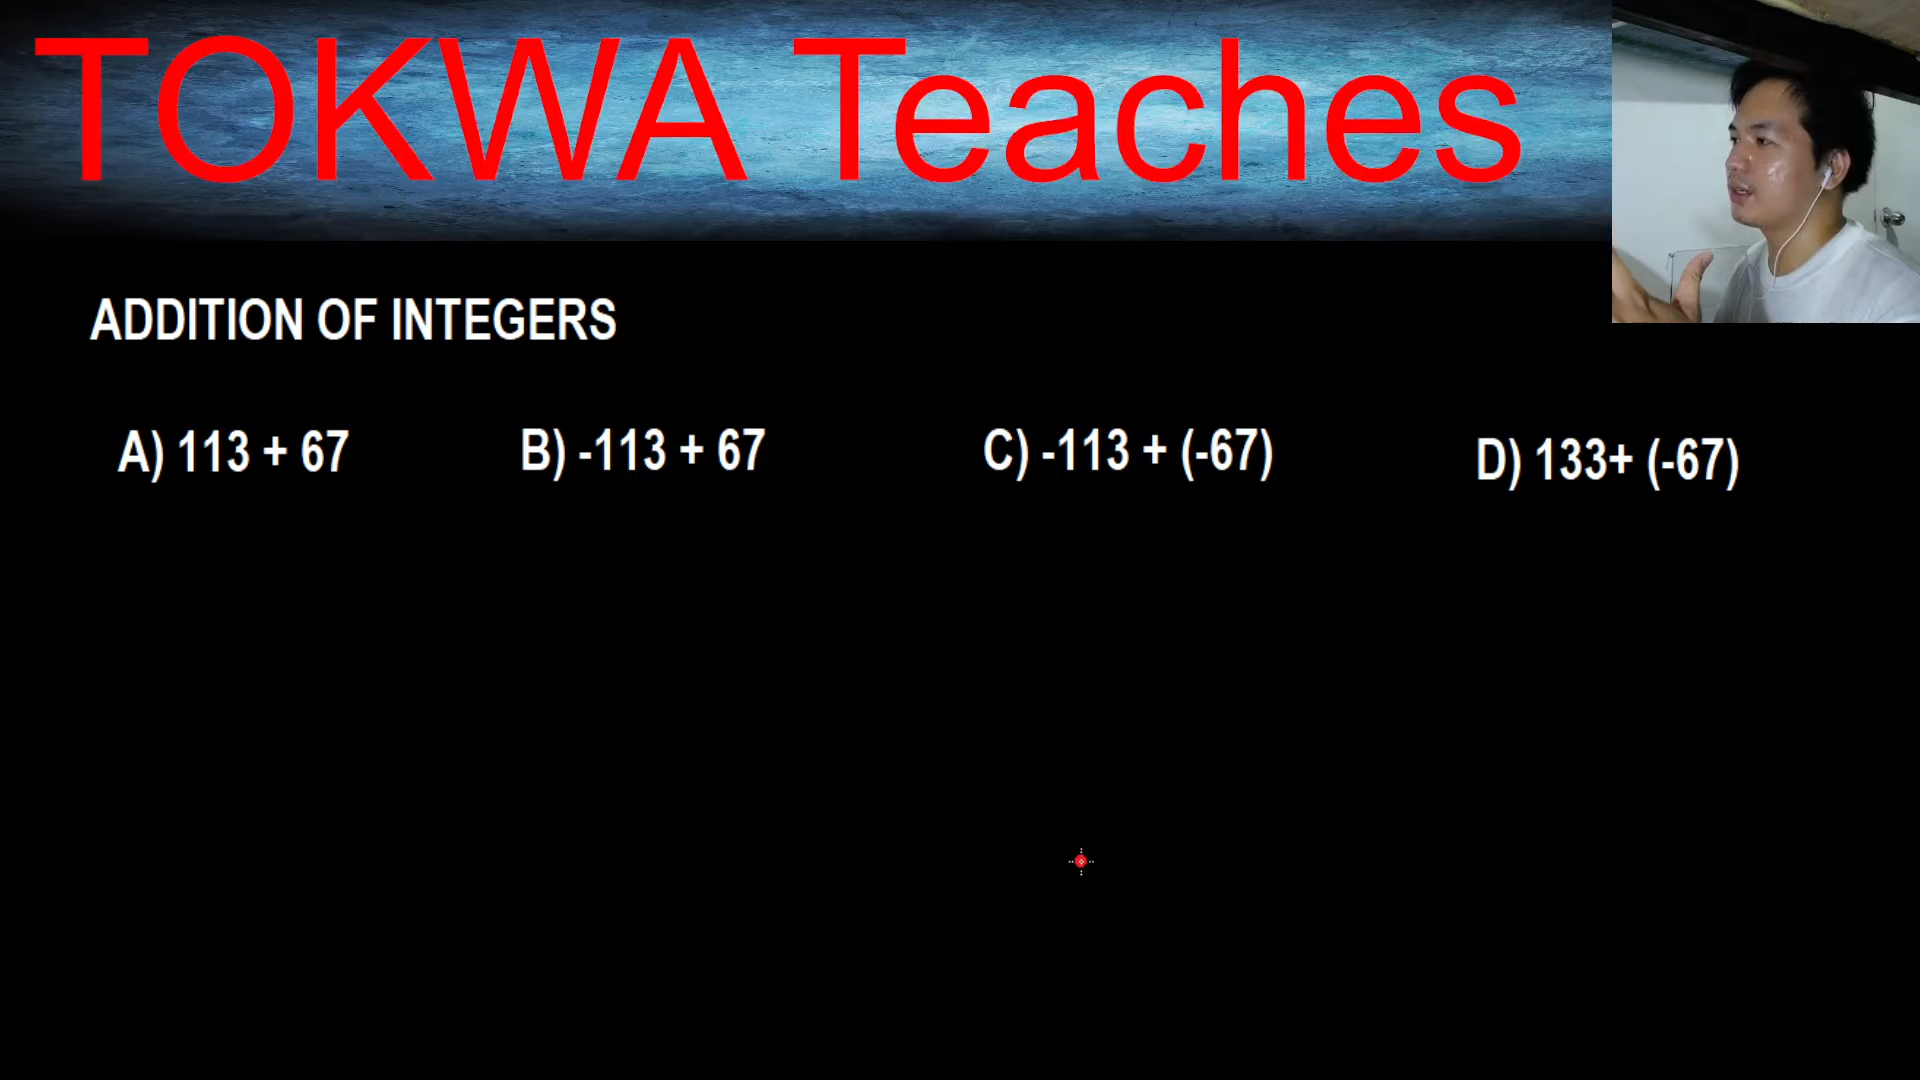 TOKWA Teaches
ADDITION OF INTEGERS
A) 113 + 67
B) -113 + 67
C) -113 + (-67)
D) 133+ (-67)